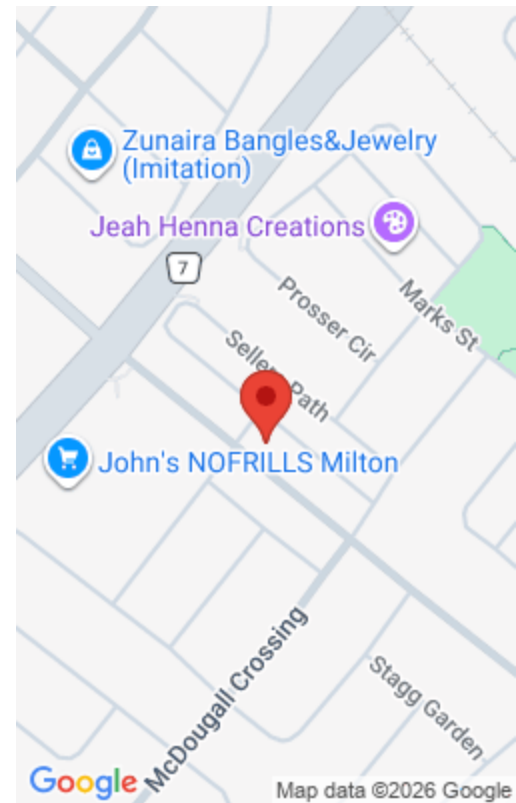 Zunaira Bangles&Jewelry
(Imitation)
Jeah Henna Creations
7
Prosser Cir
Marks St
Path
John's NOFRILLS Milton
McDougall Crossing
Stagg Garden
Google
Map data ©2026 Google